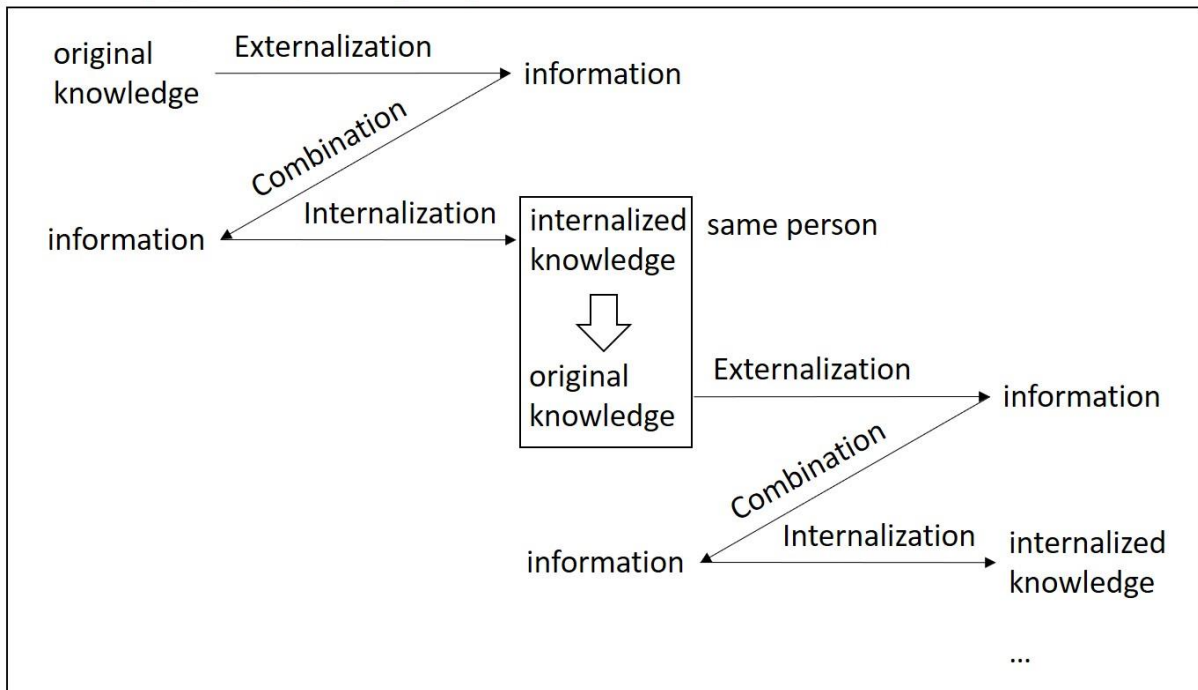 original
knowledge
Externalization
information
Combination
information
Internalization
internalized
knowledge
same person
original
knowledge
Externalization
information
Combination
information
Internalization
internalized
knowledge
...